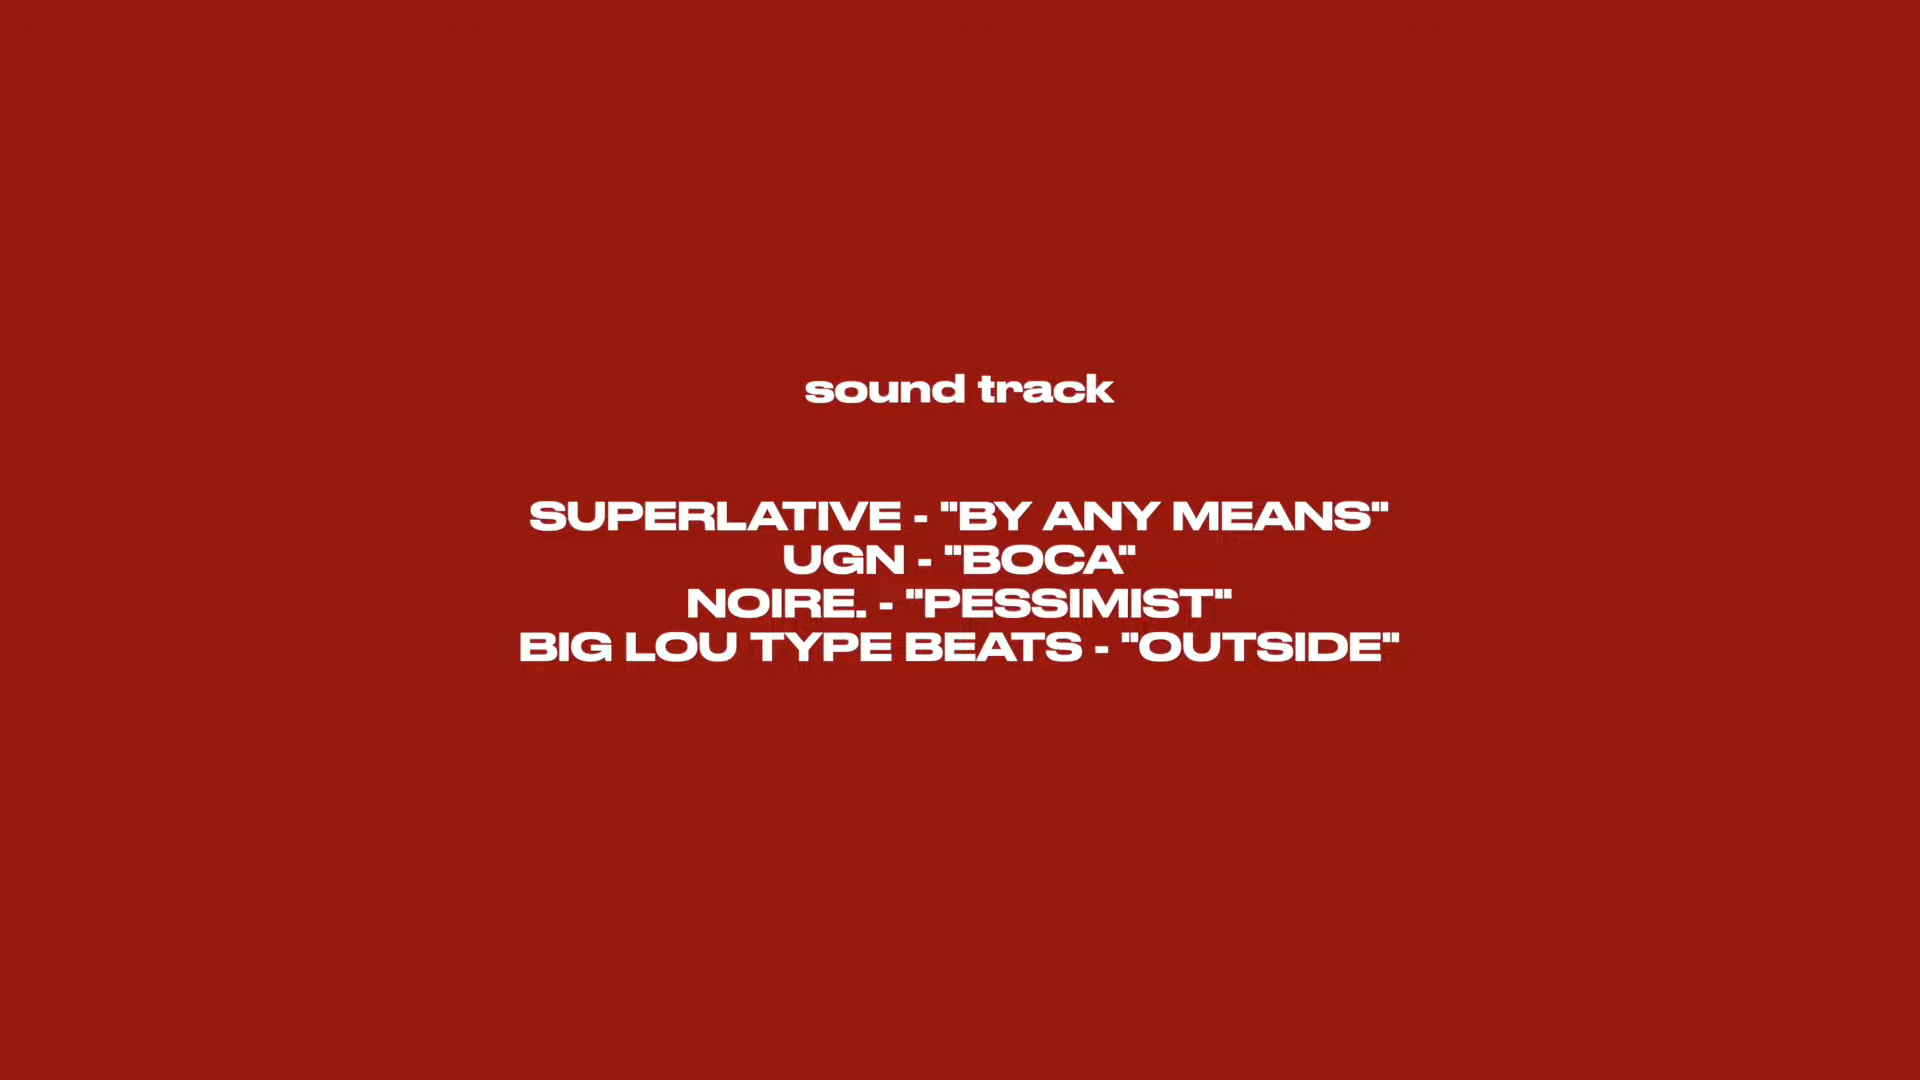 sound track
SUPERLATIVE - "BY ANY MEANS"
UGN - "BOCA"
NOIRE. - "PESSIMIST"
BIG LOU TYPE BEATS - "OUTSIDE"